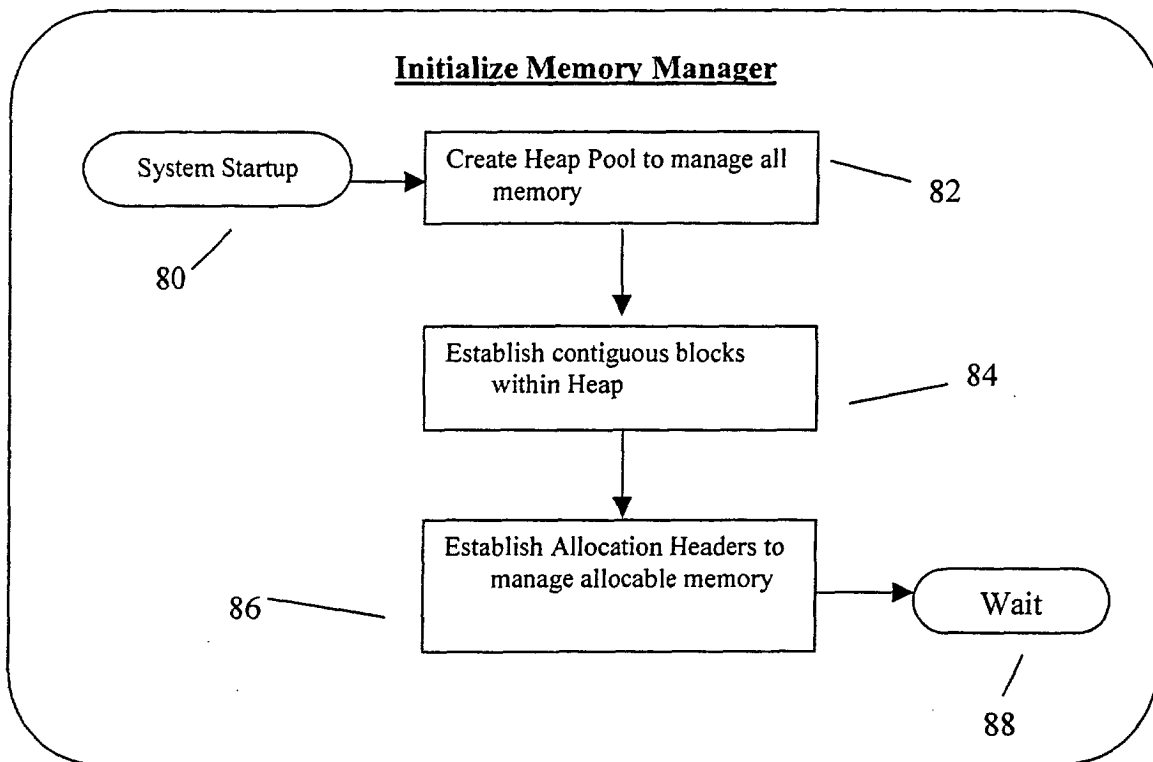 Initialize Memory Manager
System Startup
Create Heap Pool to manage all
memory
82
80
Establish contiguous blocks
within Heap
84
Establish Allocation Headers to
manage allocable memory
86
Wait
88